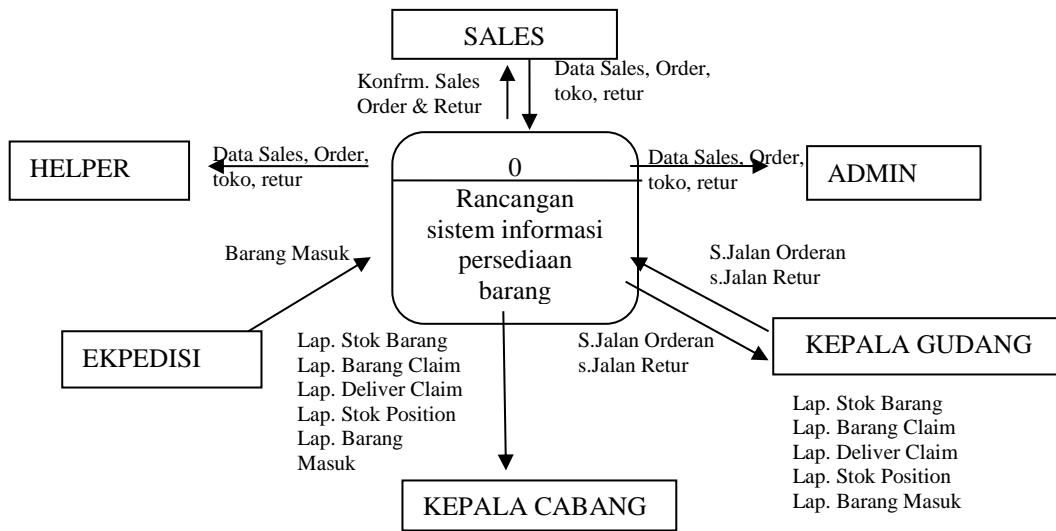 SALES
Konfrm. Sales
Order & Retur
Data Sales, Order,
toko, retur
HELPER
Data Sales, Order,
toko, retur
0
Rancangan
sistem informasi
persediaan
barang
Data Sales, Order,
toko, retur
ADMIN
Barang Masuk
S.Jalan Orderan
s.Jalan Retur
EKPEDISI
Lap. Stok Barang
Lap. Barang Claim
Lap. Deliver Claim
Lap. Stok Position
Lap. Barang
Masuk
S.Jalan Orderan
s.Jalan Retur
KEPALA GUDANG
Lap. Stok Barang
Lap. Barang Claim
Lap. Deliver Claim
Lap. Stok Position
Lap. Barang Masuk
KEPALA CABANG